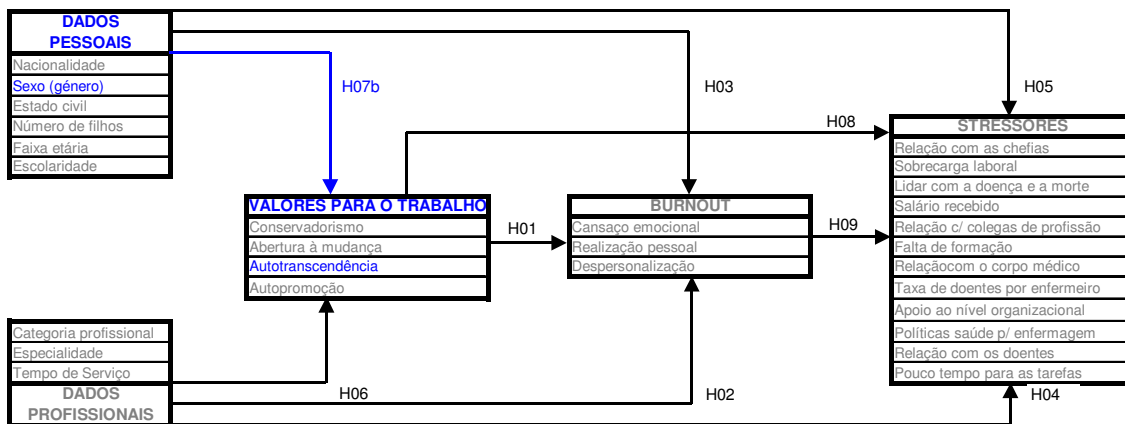 DADOS
PESSOAIS
Nacionalidade
Sexo (género)
Estado civil
Número de filhos
Faixa etária
Escolaridade
H07b
H03
H05
H08
STRESSORES
Relação com as chefias
Sobrecarga laboral
Lidar com a doença e a morte
Salário recebido
Relação c/ colegas de profissão
Falta de formação
Relaçãocom o corpo médico
Taxa de doentes por enfermeiro
Apoio ao nível organizacional
Políticas saúde p/ enfermagem
Relação com os doentes
Pouco tempo para as tarefas
VALORES PARA O TRABALHO
Conservadorismo
Abertura à mudança
Autotranscendência
Autopromoção
H01
BURNOUT
Cansaço emocional
Realização pessoal
Despersonalização
H09
Categoria profissional
Especialidade
Tempo de Serviço
DADOS
PROFISSIONAIS
H06
H02
H04